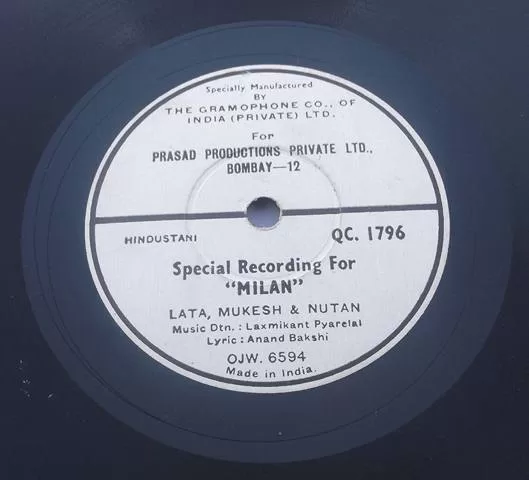 Specially Manufactured
BY
THE GRAMOPHONE CO., OF
INDIA (PRIVATE) LTD.
For
PRASAD PRODUCTIONS PRIVATE LTD.,
BOMBAY—12
HINDUSTANI
QC. 1796
Special Recording For
"MILAN"
LATA, MUKESH & NUTAN
Music Dtn. : Laxmikant Pyarelal
Lyric : Anand Bakshi
OJW. 6594
Made in India.